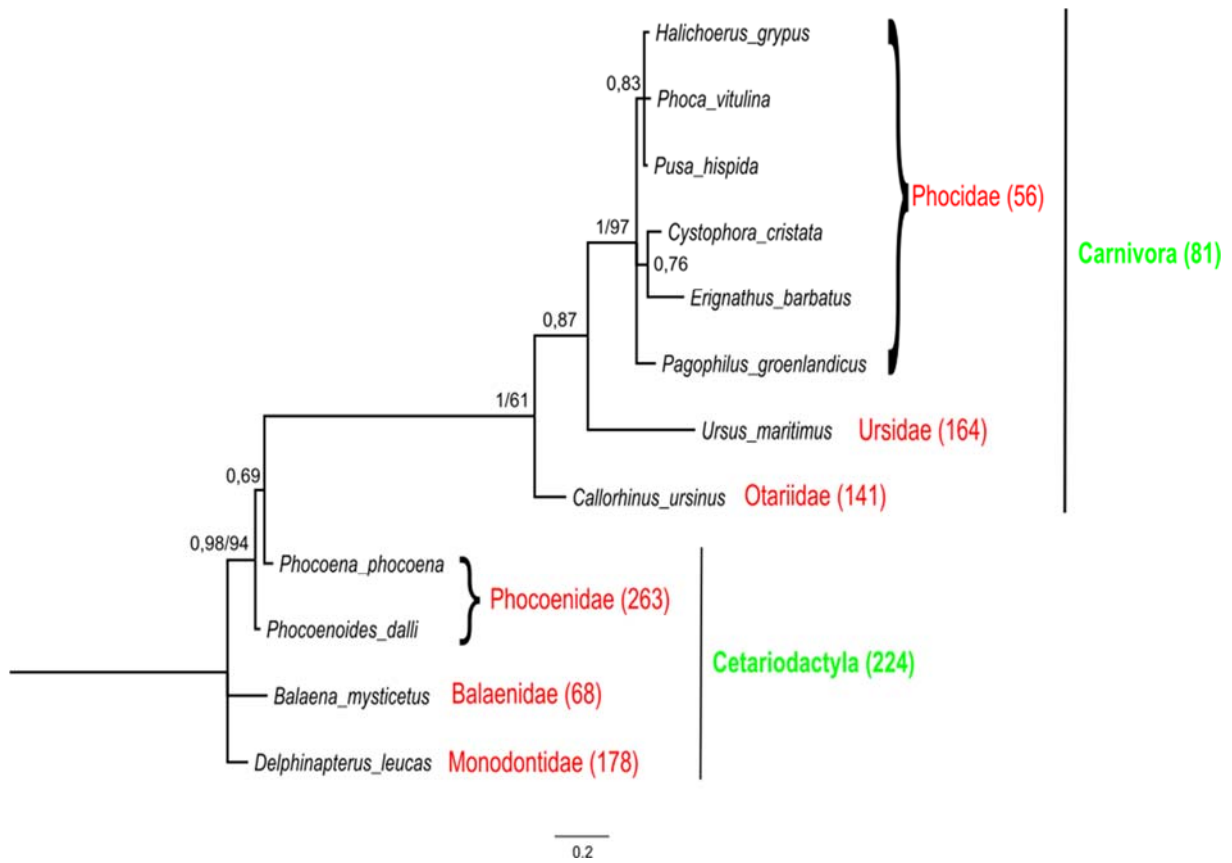 Halichoerus_grypus
0,83
Phoca_vitulina
Pusa_hispida
Phocidae (56)
1/97
Cystophora_cristata
Carnivora (81)
0,76
Erignathus_barbatus
0,87
Pagophilus_groenlandicus
1/61
Ursus_maritimus Ursidae (164)
0,69
Callorhinus_ursinus Otariidae (141)
0,98/94
Phocoena_phocoena
Phocoenidae (263)
Phocoenoides_dalli
Cetariodactyla (224)
Balaena_mysticetus Balaenidae (68)
Delphinapterus_leucas Monodontidae (178)
0.2